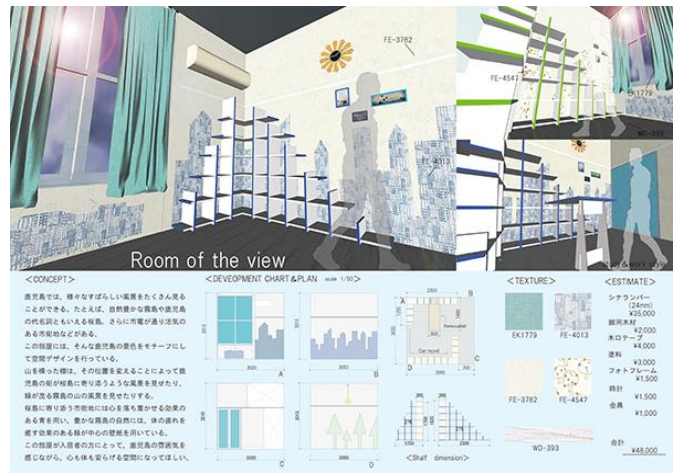 FE-3782
FE-4013
FE-4547
EK1779
WD-393
Room of the view
＜CONCEPT＞
鹿児島では、様々なすばらしい風景をたくさん見る
ことができる。たとえば、自然豊かな霧島や鹿児島
の代名詞ともいえる桜島。さらに市電が通り活気の
ある市街地などがある。
この部屋には、そんな鹿児島の景色をモチーフにし
て空間デザインを行っている。
山を模った棚は、その位置を変えることによって鹿
児島の街が桜島に寄り添うような風景を見せたり、
緑が茂る霧島の山の風景を見せたりする。
桜島に寄り添う市街地には心を落ち着かせる効果の
ある青を用い、豊かな霧島の自然には、体の疲れを
癒す効果のある緑が中心の壁紙を用いている。
この部屋が入居者の方にとって、鹿児島の雰囲気を
感じながら、心も体も安らげる空間になってほしい。
＜DEVEOPMENT CHART&PLAN scale 1/50＞
A
B
C
D
A
B
C
D
Can move!
＜Shalf dimension＞
＜TEXTURE＞
EK1779
FE-4013
FE-3782
FE-4547
WD-393
＜ESTIMATE＞
シナランバー
(24mm)
¥35,000
脚用木材
¥2,000
木口テープ
¥4,000
塗料
¥3,000
フォトフレーム
¥1,500
時計
¥1,500
金具
¥1,000
合計
¥48,000